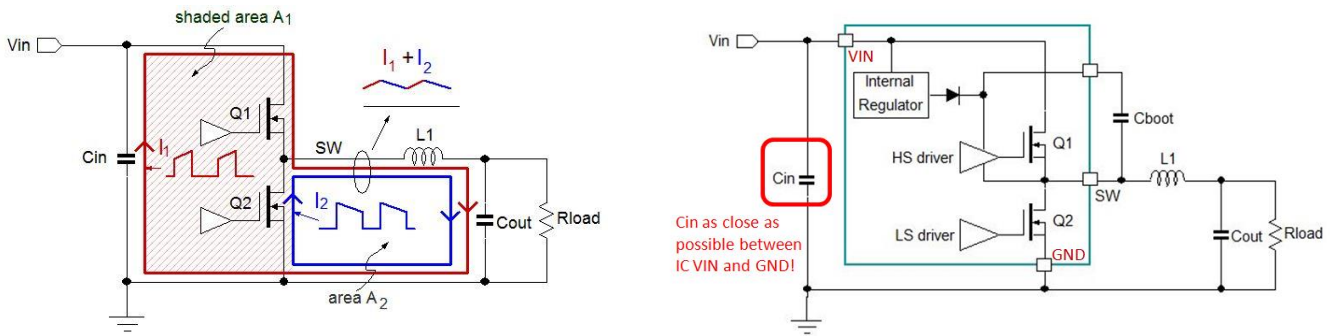 shaded area A1
Vin
I1 + I2
Q1
SW
L1
Cin
I1
Q2
I2
Cout
Rload
area A2
Vin
VIN
Internal
Regulator
Cboot
Q1
HS driver
L1
Cin
SW
Cin as close as
possible between
IC VIN and GND!
Q2
LS driver
Cout
Rload
GND